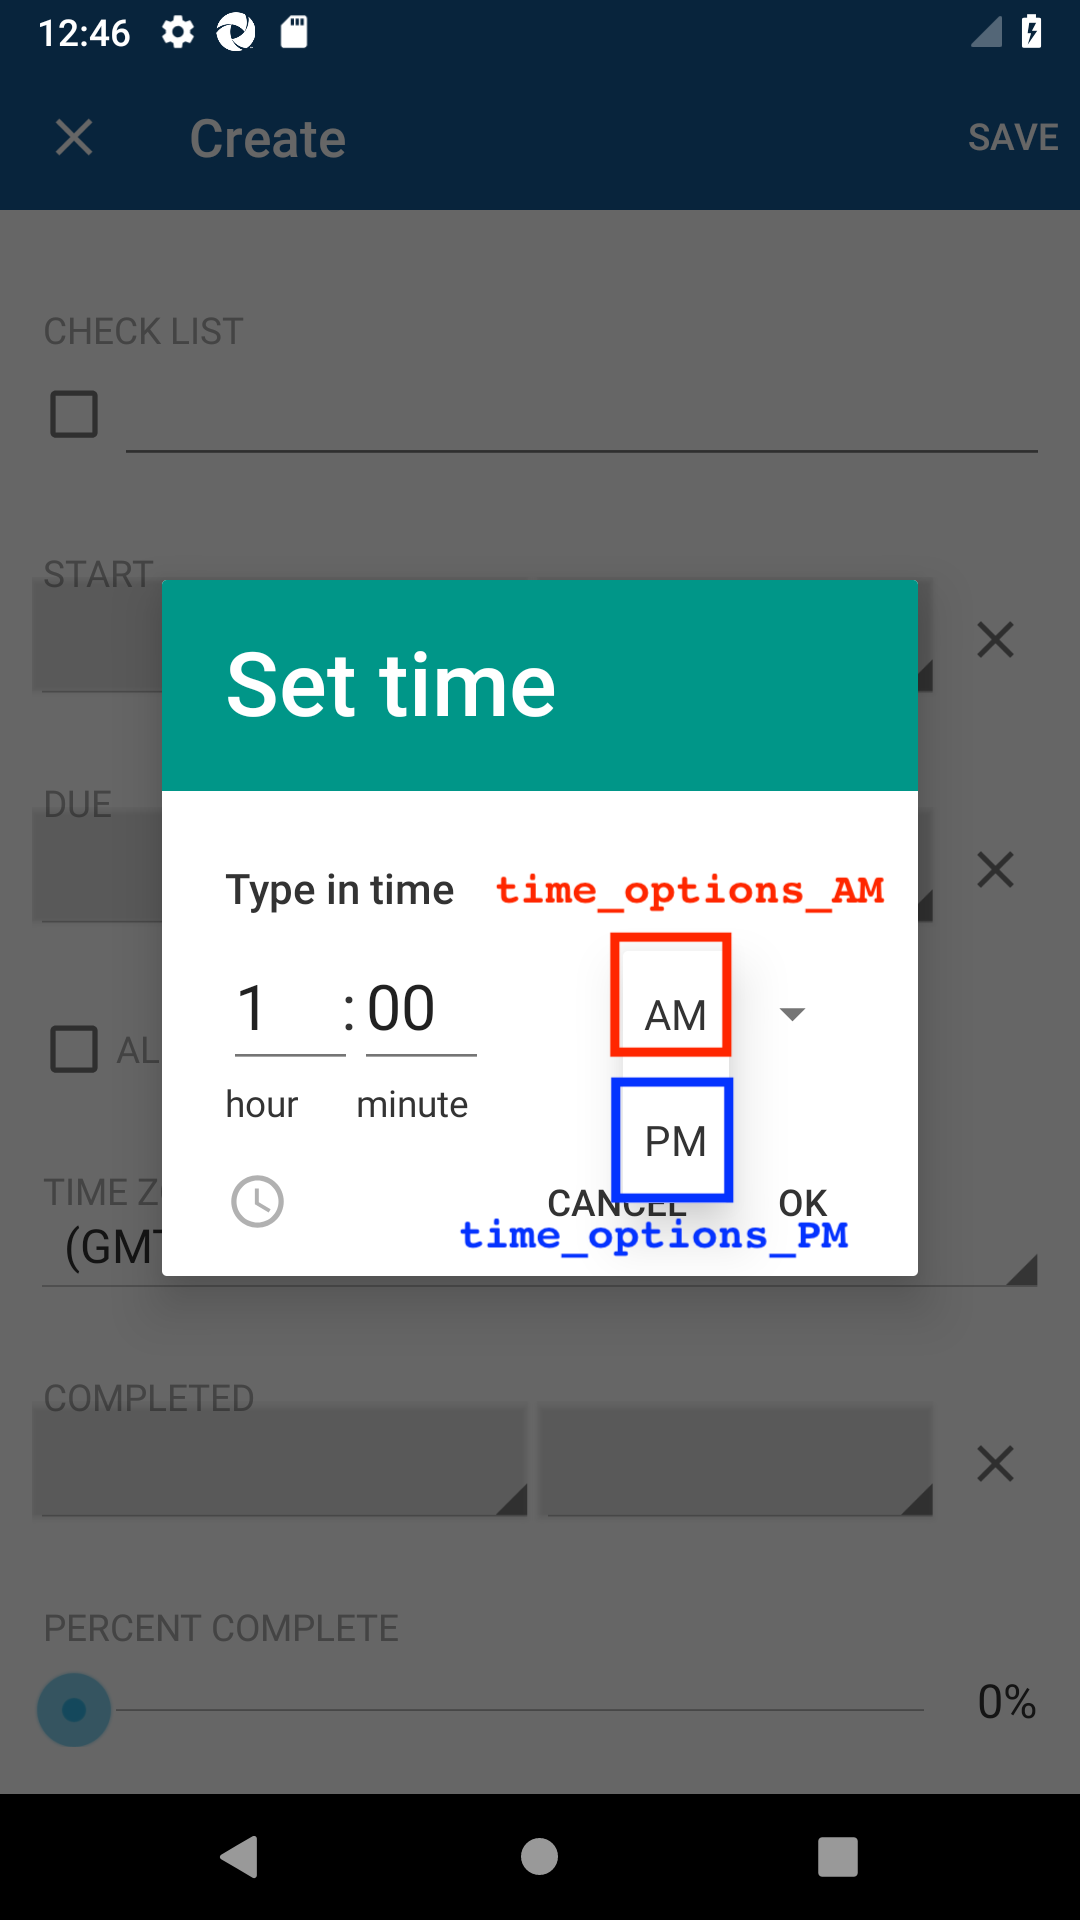 12:46
Create
SAVE
CHECK LIST
START
Set time
DUE
Type in time
time_options_AM
1
:
00
AM
AL
hour
minute
PM
TIME Z
CANCEL
OK
(GMT
time_options_PM
COMPLETED
PERCENT COMPLETE
0%